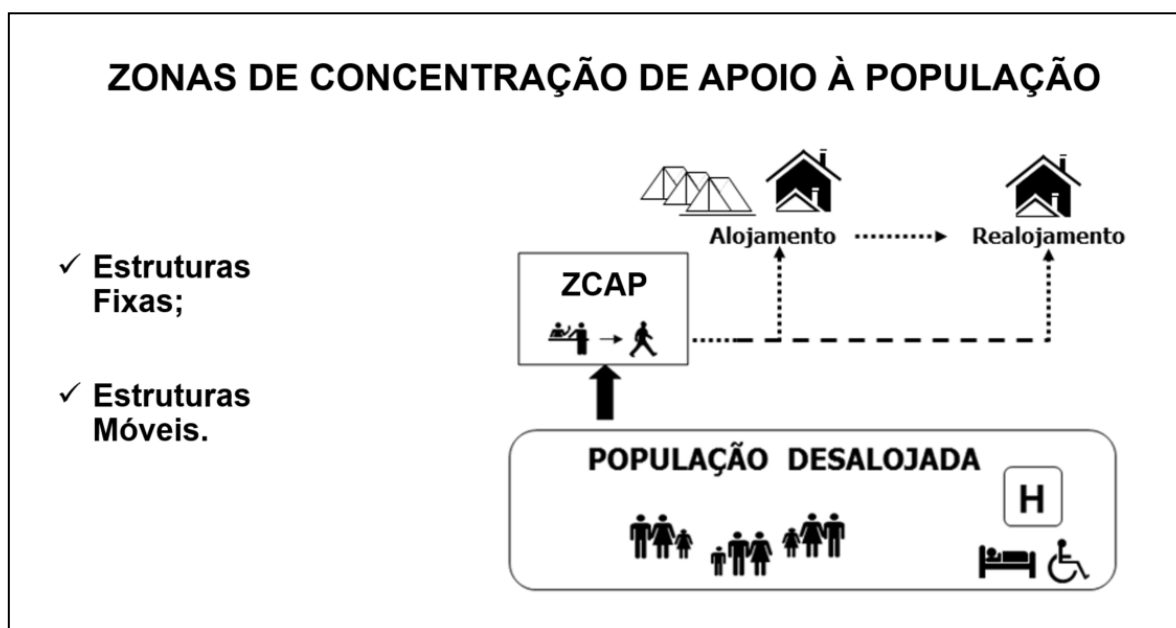 ZONAS DE CONCENTRAÇÃO DE APOIO À POPULAÇÃO
✓ Estruturas
Fixas;
✓ Estruturas
Móveis.
Alojamento
Realojamento
ZCAP
POPULAÇÃO DESALOJADA
H